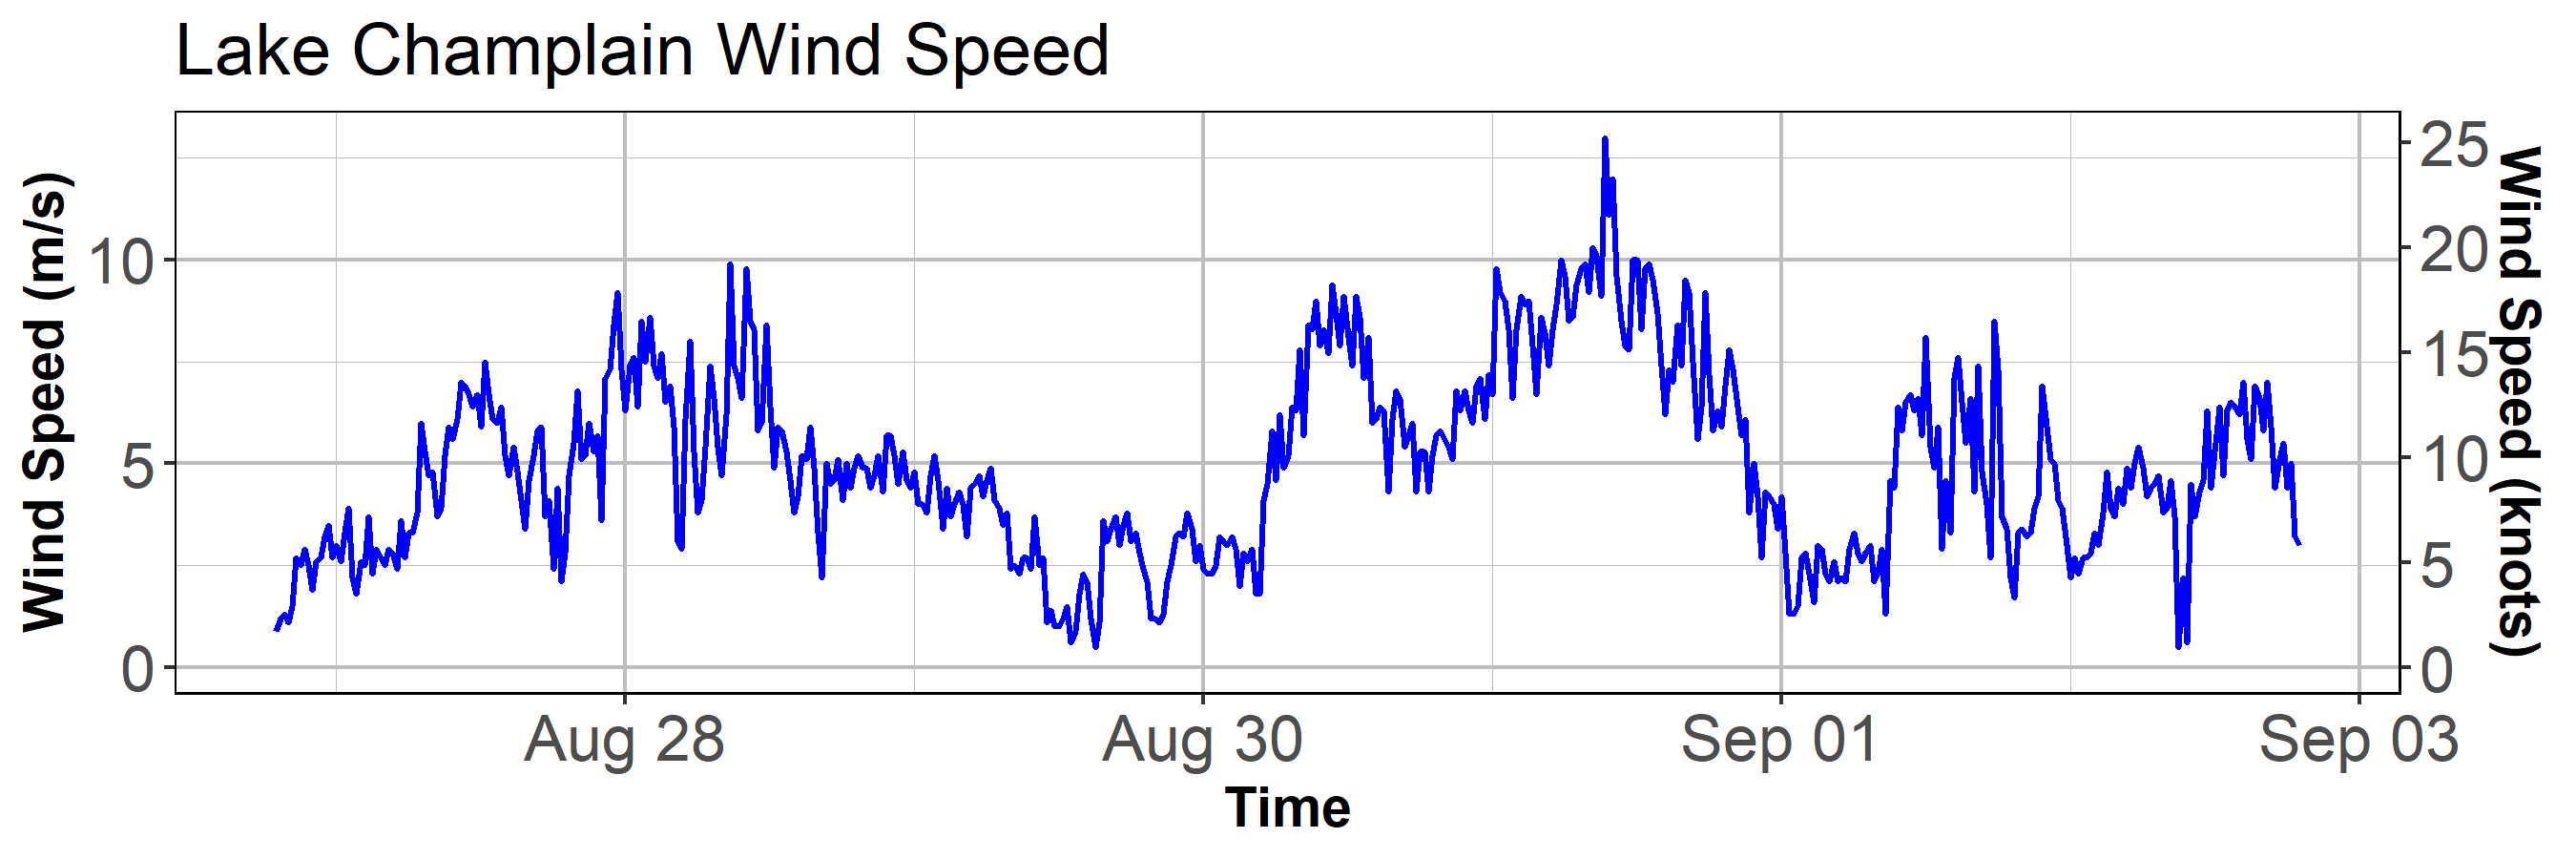 Lake Champlain Wind Speed
Wind Speed (m/s)
10
5
0
25
20
15
10
5
0
Wind Speed (knots)
Aug 28
Aug 30
Sep 01
Sep 03
Time